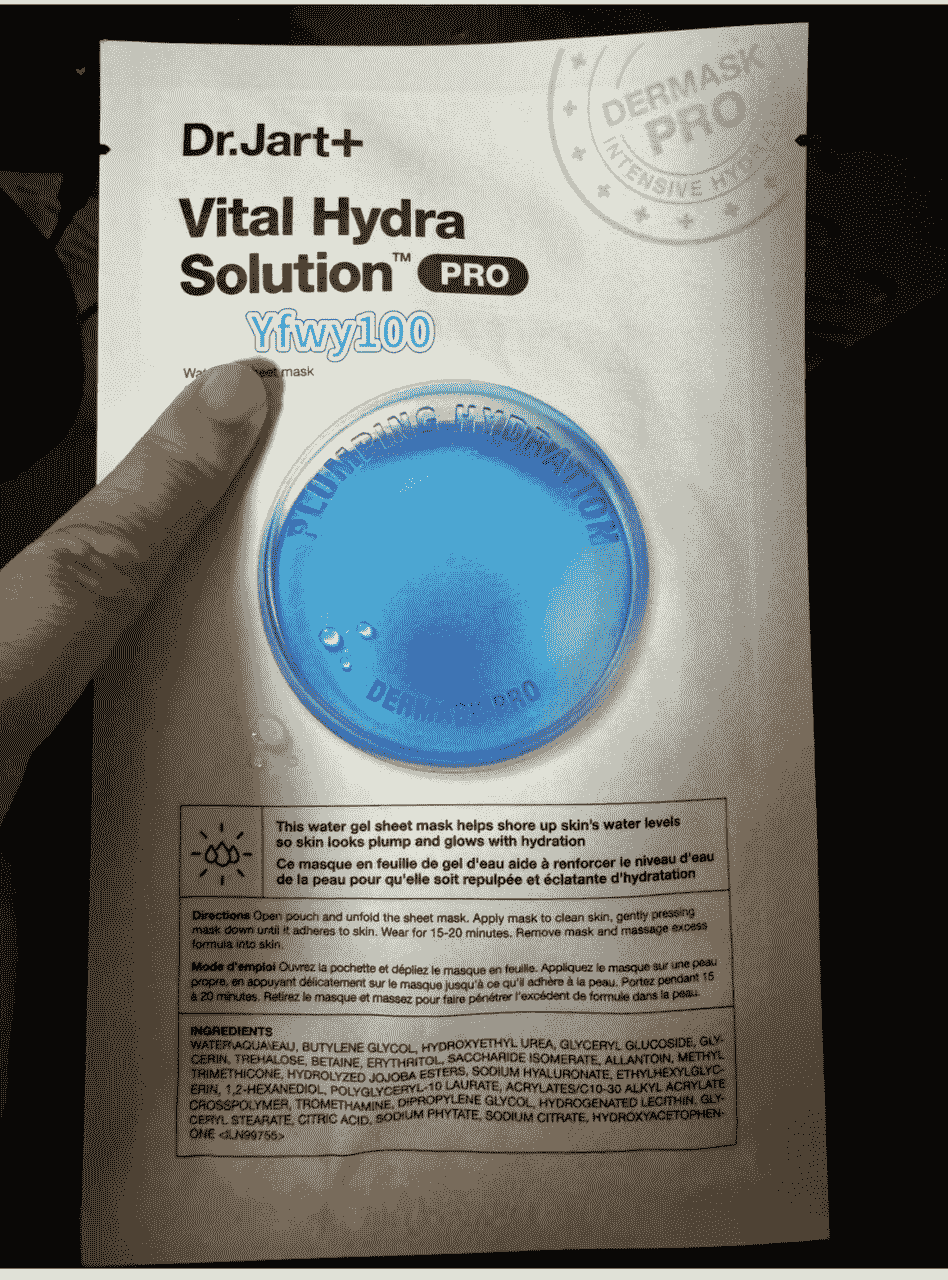 DERMASK
PRO
INTENSIVE HYD
Dr.Jart+
Vital Hydra
Solution™ PRO
Yfwy100
mask
PLUMPING HYDRATION
DERMASK PRO
This water gel sheet mask helps shore up skin's water levels
so skin looks plump and glows with hydration
Ce masque en feuille de gel d'eau aide à renforcer le niveau d'eau
de la peau pour qu'elle soit repulpée et éclatante d'hydratation
Directions Open pouch and unfold the sheet mask. Apply mask to clean skin, gently pressing
mask down until it adheres to skin. Wear for 15-20 minutes. Remove mask and massage excess
formula into skin.
Mode d'emploi Ouvrez la pochette et dépliez le masque en feuille. Appliquez le masque sur une peau
propre, en appuyant délicatement sur le masque jusqu'à ce qu'il adhère à la peau. Portez pendant 15
à 20 minutes. Retirez le masque et massez pour faire pénétrer l'excédent de formule dans la peau.
INGREDIENTS
WATER\AQUA\EAU, BUTYLENE GLYCOL, HYDROXYETHYL UREA, GLYCERYL GLUCOSIDE, GLY-
CERIN, TREHALOSE, BETAINE, ERYTHRITOL, SACCHARIDE ISOMERATE, ALLANTOIN, METHYL
TRIMETHICONE, HYDROLYZED JOJOBA ESTERS, SODIUM HYALURONATE, ETHYLHEXYLGLYC-
ERIN, 1,2-HEXANEDIOL, POLYGLYCERYL-10 LAURATE, ACRYLATES/C10-30 ALKYL ACRYLATE
CROSSPOLYMER, TROMETHAMINE, DIPROPYLENE GLYCOL, HYDROGENATED LECITHIN, GLY-
CERYL STEARATE, CITRIC ACID, SODIUM PHYTATE, SODIUM CITRATE, HYDROXYACETOPHEN-
ONE <ILN99755>